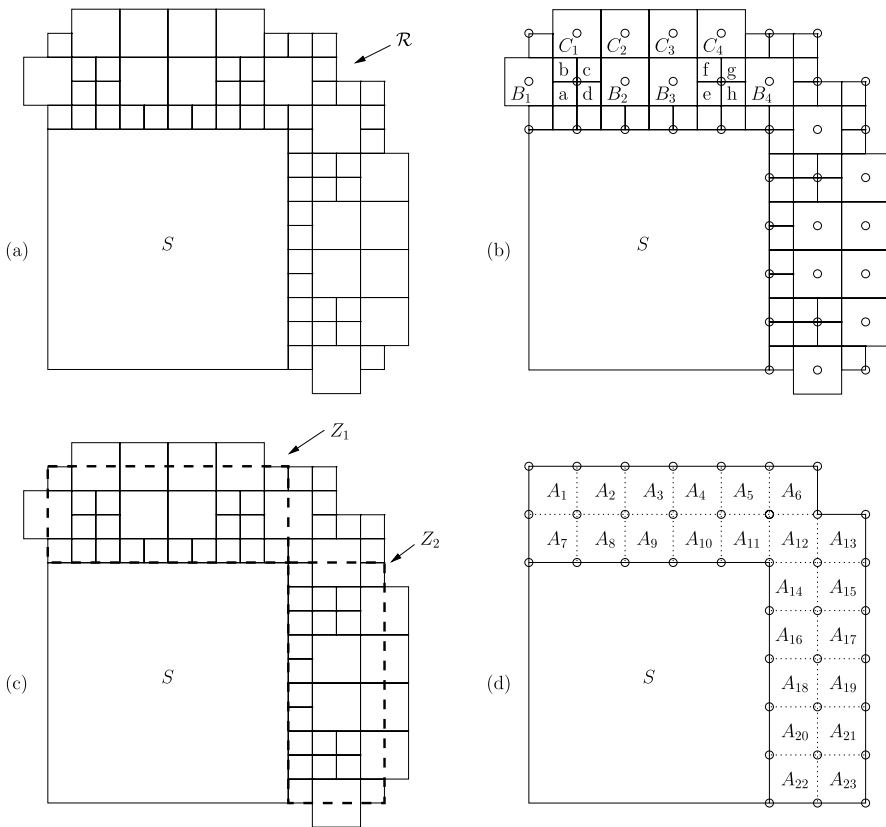 R
C₁ C₂ C₃ C₄
b c f g
B₁ a d B₂ B₃ e h B₄
(a) S
(b) S
Z₁
Z₂
(c) S
A₁ A₂ A₃ A₄ A₅ A₆
A₇ A₈ A₉ A₁₀ A₁₁ A₁₂ A₁₃
A₁₄ A₁₅
A₁₆ A₁₇
(d) S
A₁₈ A₁₉
A₂₀ A₂₁
A₂₂ A₂₃